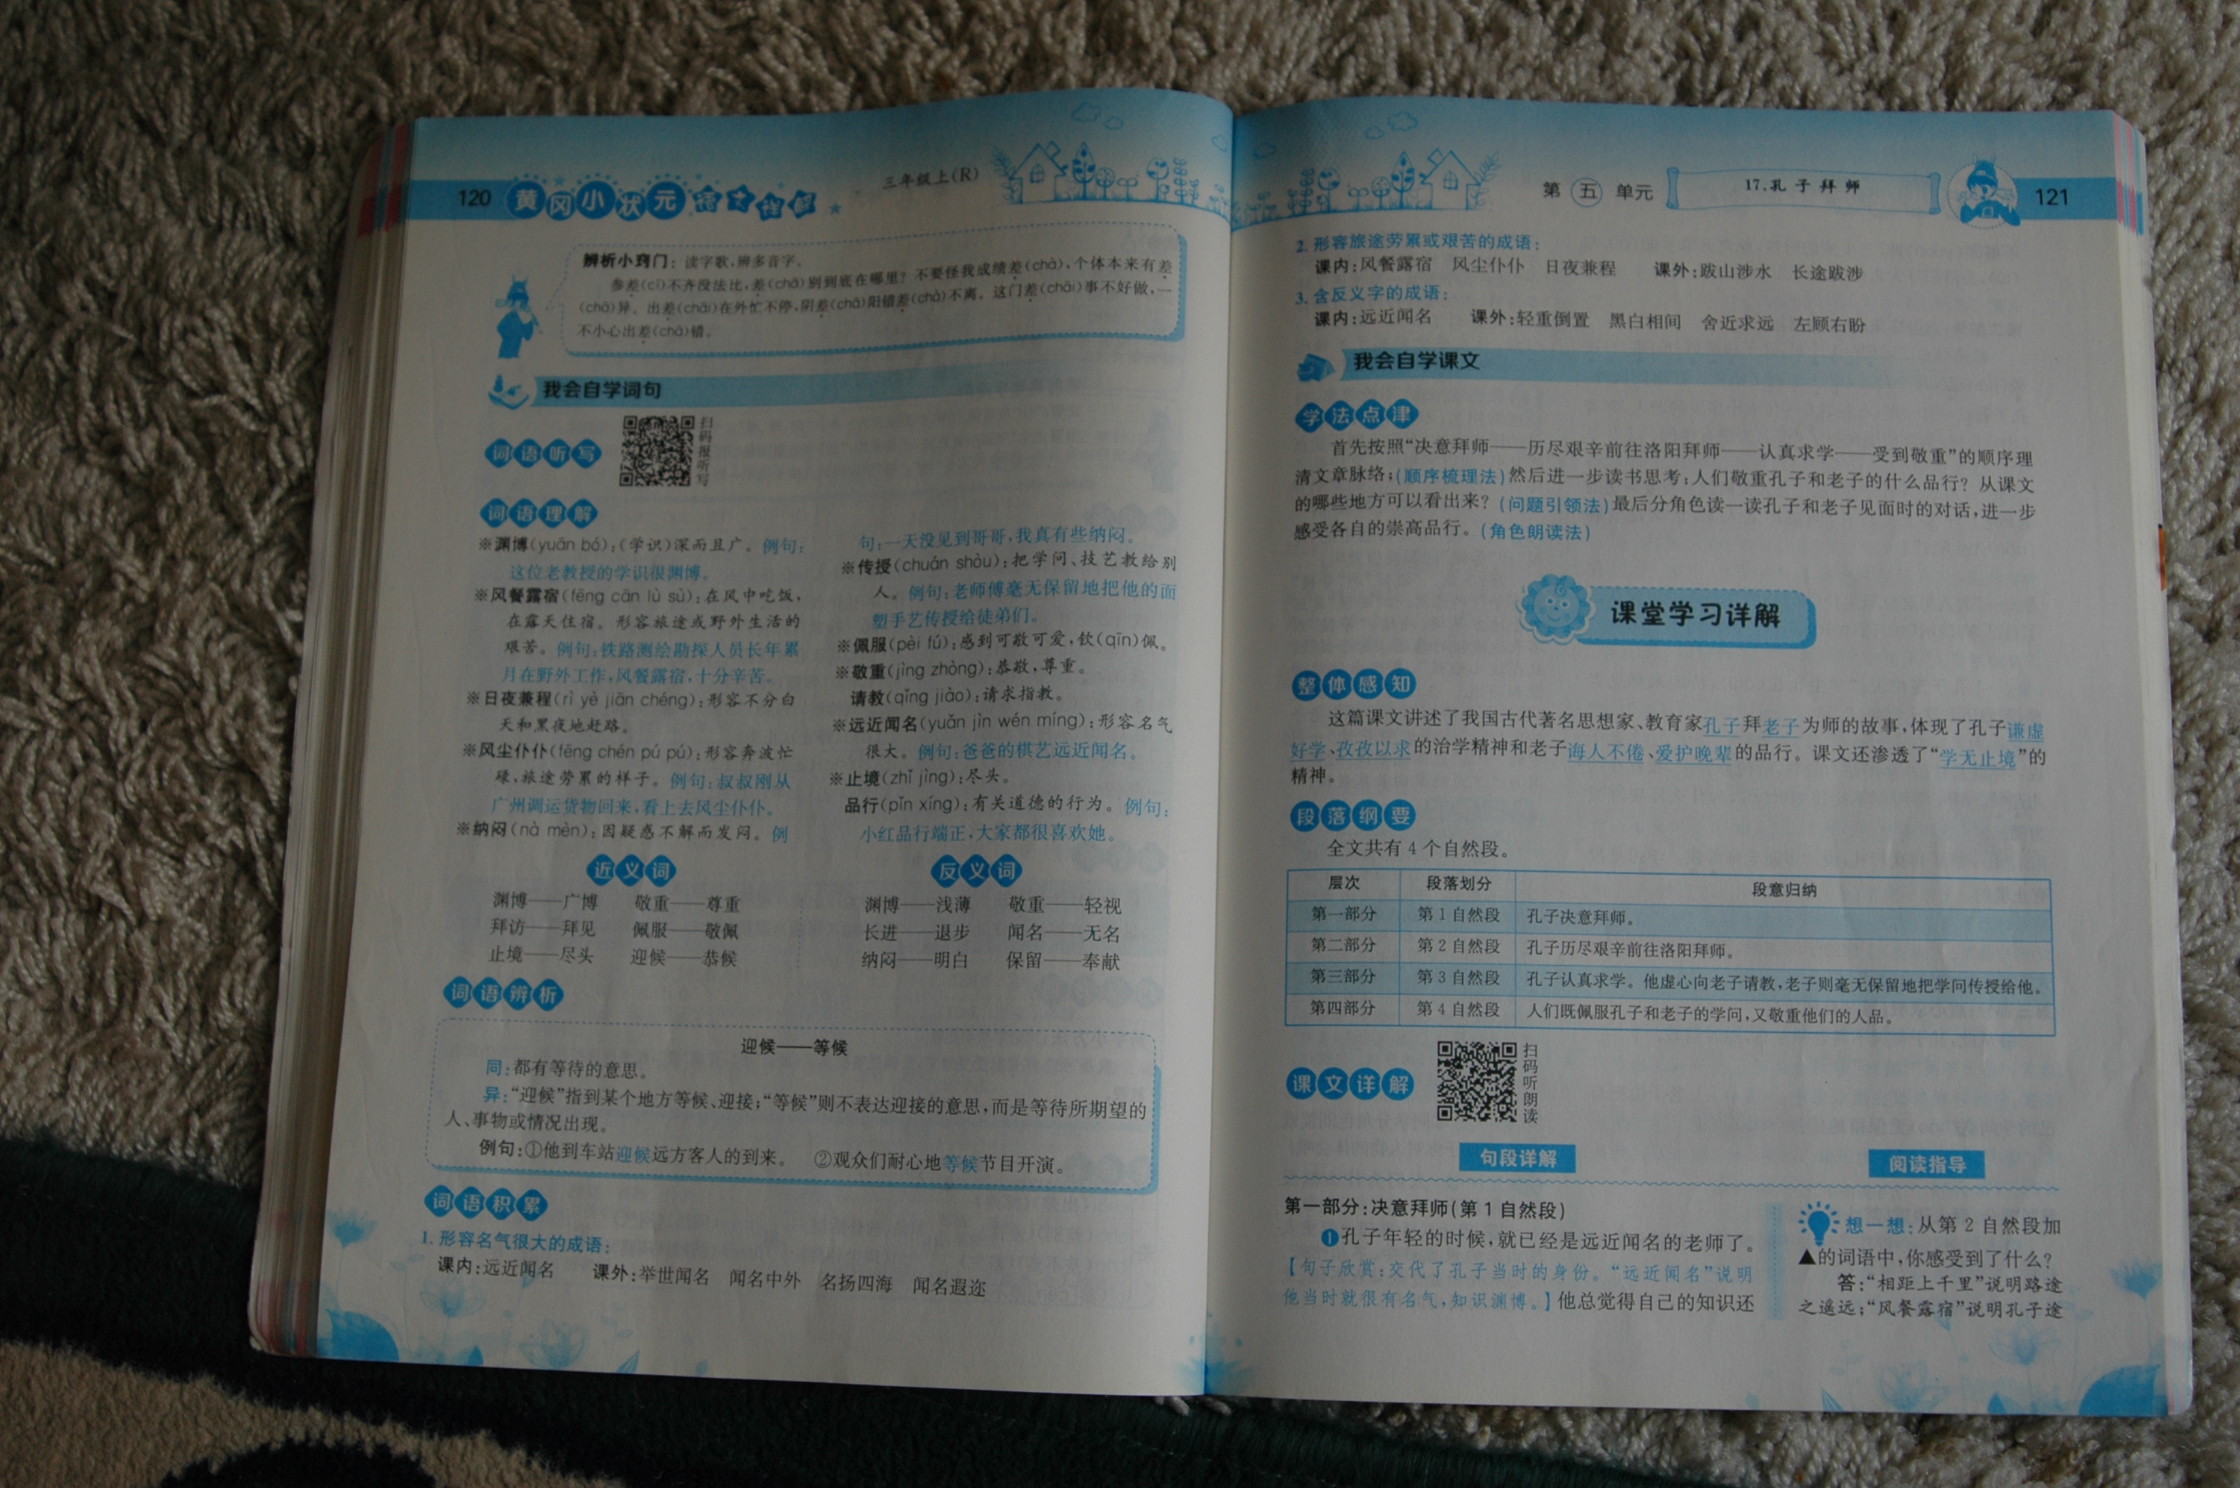 120 黄冈小状元 语文详解 三年级上(R)
辨析小窍门：读字歌,辨多音字。
参差(cī)不齐没法比,差(chā)别到底在哪里？不要怪我成绩差(chà),个体本来有差
(chā)异。出差(chāi)在外忙不停,阴差(chā)阳错差(chà)不离。这门差(chāi)事不好做,一
不小心出差(chā)错。
我会自学词句
词语听写
扫码报听写
词语理解
※渊博(yuān bó)：(学识)深而且广。例句：
这位老教授的学识很渊博。
※风餐露宿(fēng cān lù sù)：在风中吃饭,
在露天住宿。形容旅途或野外生活的
艰苦。例句：铁路测绘勘探人员长年累
月在野外工作,风餐露宿,十分辛苦。
※日夜兼程(rì yè jiān chéng)：形容不分白
天和黑夜地赶路。
※风尘仆仆(fēng chén pú pú)：形容奔波忙
碌,旅途劳累的样子。例句：叔叔刚从
广州调运货物回来,看上去风尘仆仆。
※纳闷(nà mèn)：因疑惑不解而发闷。例
句：一天没见到哥哥,我真有些纳闷。
※传授(chuán shòu)：把学问、技艺教给别
人。例句：老师傅毫无保留地把他的面
塑手艺传授给徒弟们。
※佩服(pèi fú)：感到可敬可爱,钦(qīn)佩。
※敬重(jìng zhòng)：恭敬,尊重。
请教(qǐng jiào)：请求指教。
※远近闻名(yuǎn jìn wén míng)：形容名气
很大。例句：爸爸的棋艺远近闻名。
※止境(zhǐ jìng)：尽头。
品行(pǐn xíng)：有关道德的行为。例句：
小红品行端正,大家都很喜欢她。
近义词
渊博——广博 敬重——尊重
拜访——拜见 佩服——敬佩
止境——尽头 迎候——恭候
反义词
渊博——浅薄 敬重——轻视
长进——退步 闻名——无名
纳闷——明白 保留——奉献
词语辨析
迎候——等候
同：都有等待的意思。
异：“迎候”指到某个地方等候、迎接；“等候”则不表达迎接的意思,而是等待所期望的
人、事物或情况出现。
例句：①他到车站迎候远方客人的到来。 ②观众们耐心地等候节目开演。
词语积累
1. 形容名气很大的成语：
课内：远近闻名 课外：举世闻名 闻名中外 名扬四海 闻名遐迩
第五单元 17.孔子拜师 121
2. 形容旅途劳累或艰苦的成语：
课内：风餐露宿 风尘仆仆 日夜兼程 课外：跋山涉水 长途跋涉
3. 含反义字的成语：
课内：远近闻名 课外：轻重倒置 黑白相间 舍近求远 左顾右盼
我会自学课文
学法点津
首先按照“决意拜师——历尽艰辛前往洛阳拜师——认真求学——受到敬重”的顺序理
清文章脉络；(顺序梳理法)然后进一步读书思考：人们敬重孔子和老子的什么品行？从课文
的哪些地方可以看出来？(问题引领法)最后分角色读一读孔子和老子见面时的对话,进一步
感受各自的崇高品行。(角色朗读法)
课堂学习详解
整体感知
这篇课文讲述了我国古代著名思想家、教育家孔子拜老子为师的故事,体现了孔子谦虚
好学、孜孜以求的治学精神和老子诲人不倦、爱护晚辈的品行。课文还渗透了“学无止境”的
精神。
段落纲要
全文共有 4 个自然段。
层次 段落划分 段意归纳
第一部分 第 1 自然段 孔子决意拜师。
第二部分 第 2 自然段 孔子历尽艰辛前往洛阳拜师。
第三部分 第 3 自然段 孔子认真求学。他虚心向老子请教,老子则毫无保留地把学问传授给他。
第四部分 第 4 自然段 人们既佩服孔子和老子的学问,又敬重他们的人品。
课文详解
扫码听朗读
句段详解
第一部分：决意拜师(第 1 自然段)
❶孔子年轻的时候,就已经是远近闻名的老师了。
【句子欣赏：交代了孔子当时的身份。“远近闻名”说明
他当时就很有名气,知识渊博。】他总觉得自己的知识还
阅读指导
想一想：从第 2 自然段加
▲的词语中,你感受到了什么？
答：“相距上千里”说明路途
之遥远；“风餐露宿”说明孔子途